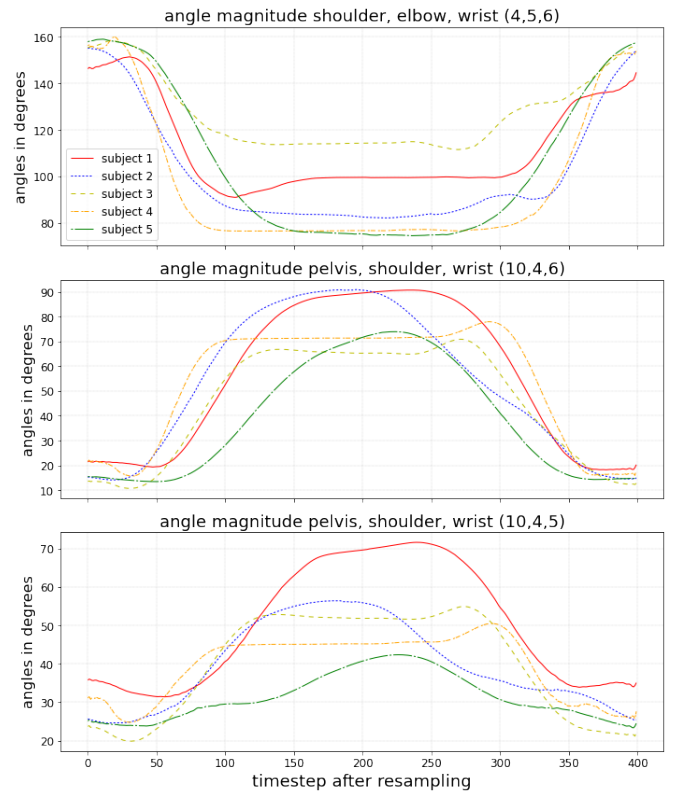 angle magnitude shoulder, elbow, wrist (4,5,6)
angles in degrees
160
140
120
100
80
subject 1
subject 2
subject 3
subject 4
subject 5
angle magnitude pelvis, shoulder, wrist (10,4,6)
angles in degrees
90
80
70
60
50
40
30
20
10
angle magnitude pelvis, shoulder, wrist (10,4,5)
angles in degrees
70
60
50
40
30
20
0 50 100 150 200 250 300 350 400
timestep after resampling